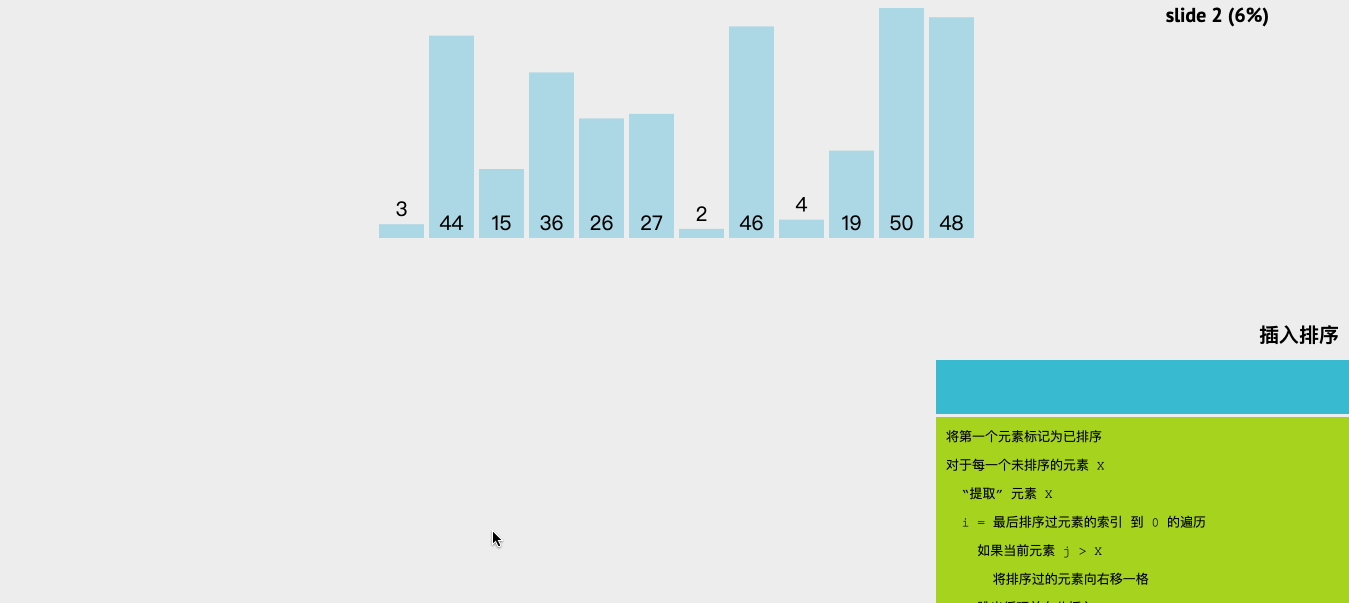 slide 2 (6%)
3 44 15 36 26 27 2 46 4 19 50 48
插入排序
将第一个元素标记为已排序
对于每一个未排序的元素 X
“提取” 元素 X
i = 最后排序过元素的索引 到 0 的遍历
如果当前元素 j > X
将排序过的元素向右移一格